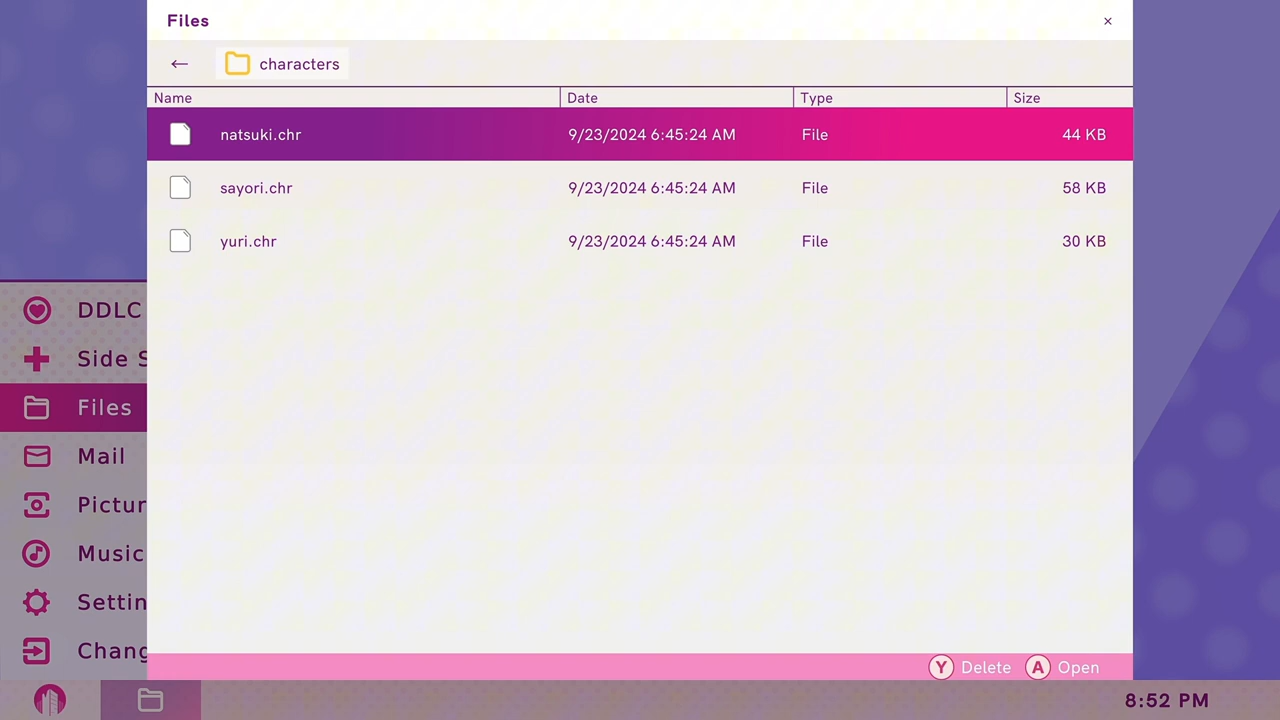 Files ×
← characters
Name Date Type Size
natsuki.chr 9/23/2024 6:45:24 AM File 44 KB
sayori.chr 9/23/2024 6:45:24 AM File 58 KB
yuri.chr 9/23/2024 6:45:24 AM File 30 KB
DDLC
Side S
Files
Mail
Pictur
Music
Settin
Chang
Y Delete A Open
8:52 PM